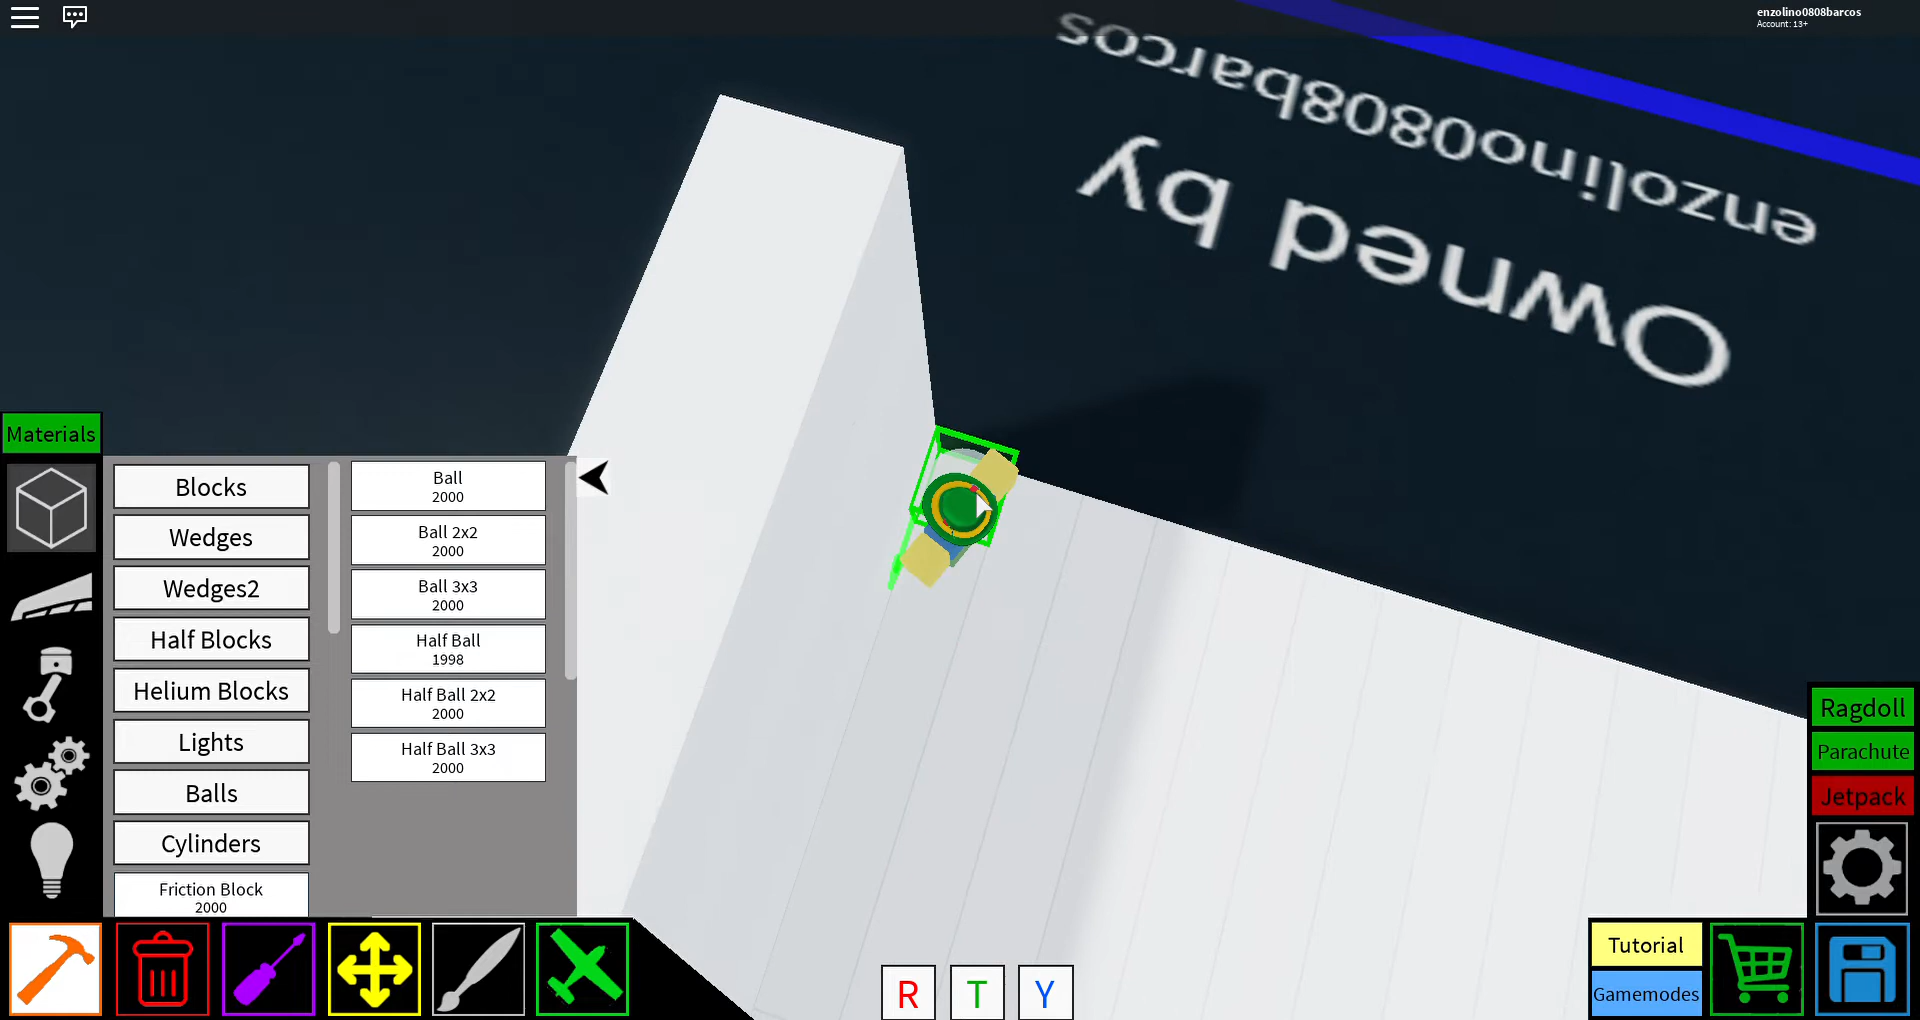 enzolino0808barcos
Account: 13+
Owned by
enzolino0808barcos
Materials
Blocks
Wedges
Wedges2
Half Blocks
Helium Blocks
Lights
Balls
Cylinders
Friction Block
2000
Ball
2000
Ball 2x2
2000
Ball 3x3
2000
Half Ball
1998
Half Ball 2x2
2000
Half Ball 3x3
2000
Ragdoll
Parachute
Jetpack
R T Y
Tutorial
Gamemodes